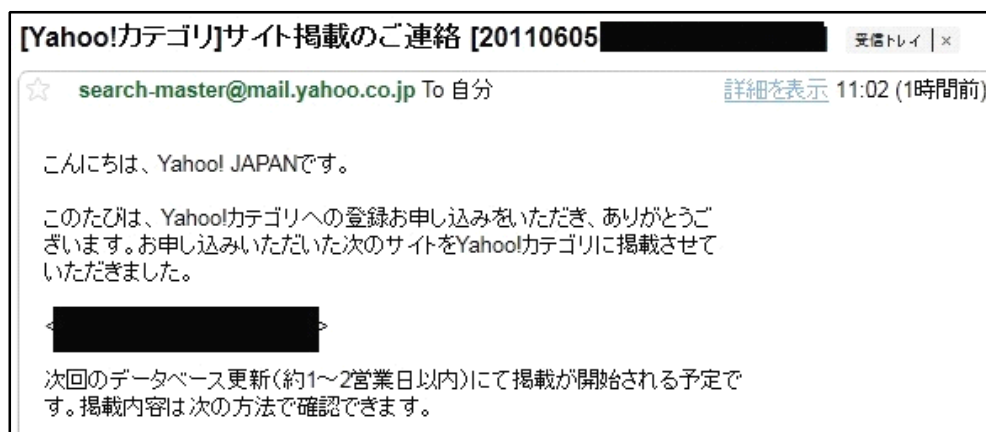 [Yahoo!カテゴリ]サイト掲載のご連絡 [20110605 受信トレイ | ×
search-master@mail.yahoo.co.jp To 自分 詳細を表示 11:02 (1時間前)
こんにちは、Yahoo! JAPANです。
このたびは、Yahoo!カテゴリへの登録お申し込みをいただき、ありがとうご
ざいます。お申し込みいただいた次のサイトをYahoo!カテゴリに掲載させて
いただきました。
< >
次回のデータベース更新(約1～2営業日以内)にて掲載が開始される予定で
す。掲載内容は次の方法で確認できます。